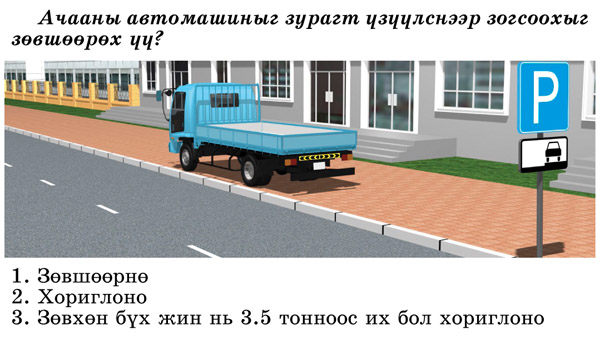 Ачааны автомашиныг зурагт үзүүлснээр зогсоохыг
зөвшөөрөх үү?
P
1. Зөвшөөрнө
2. Хориглоно
3. Зөвхөн бүх жин нь 3.5 тонноос их бол хориглоно